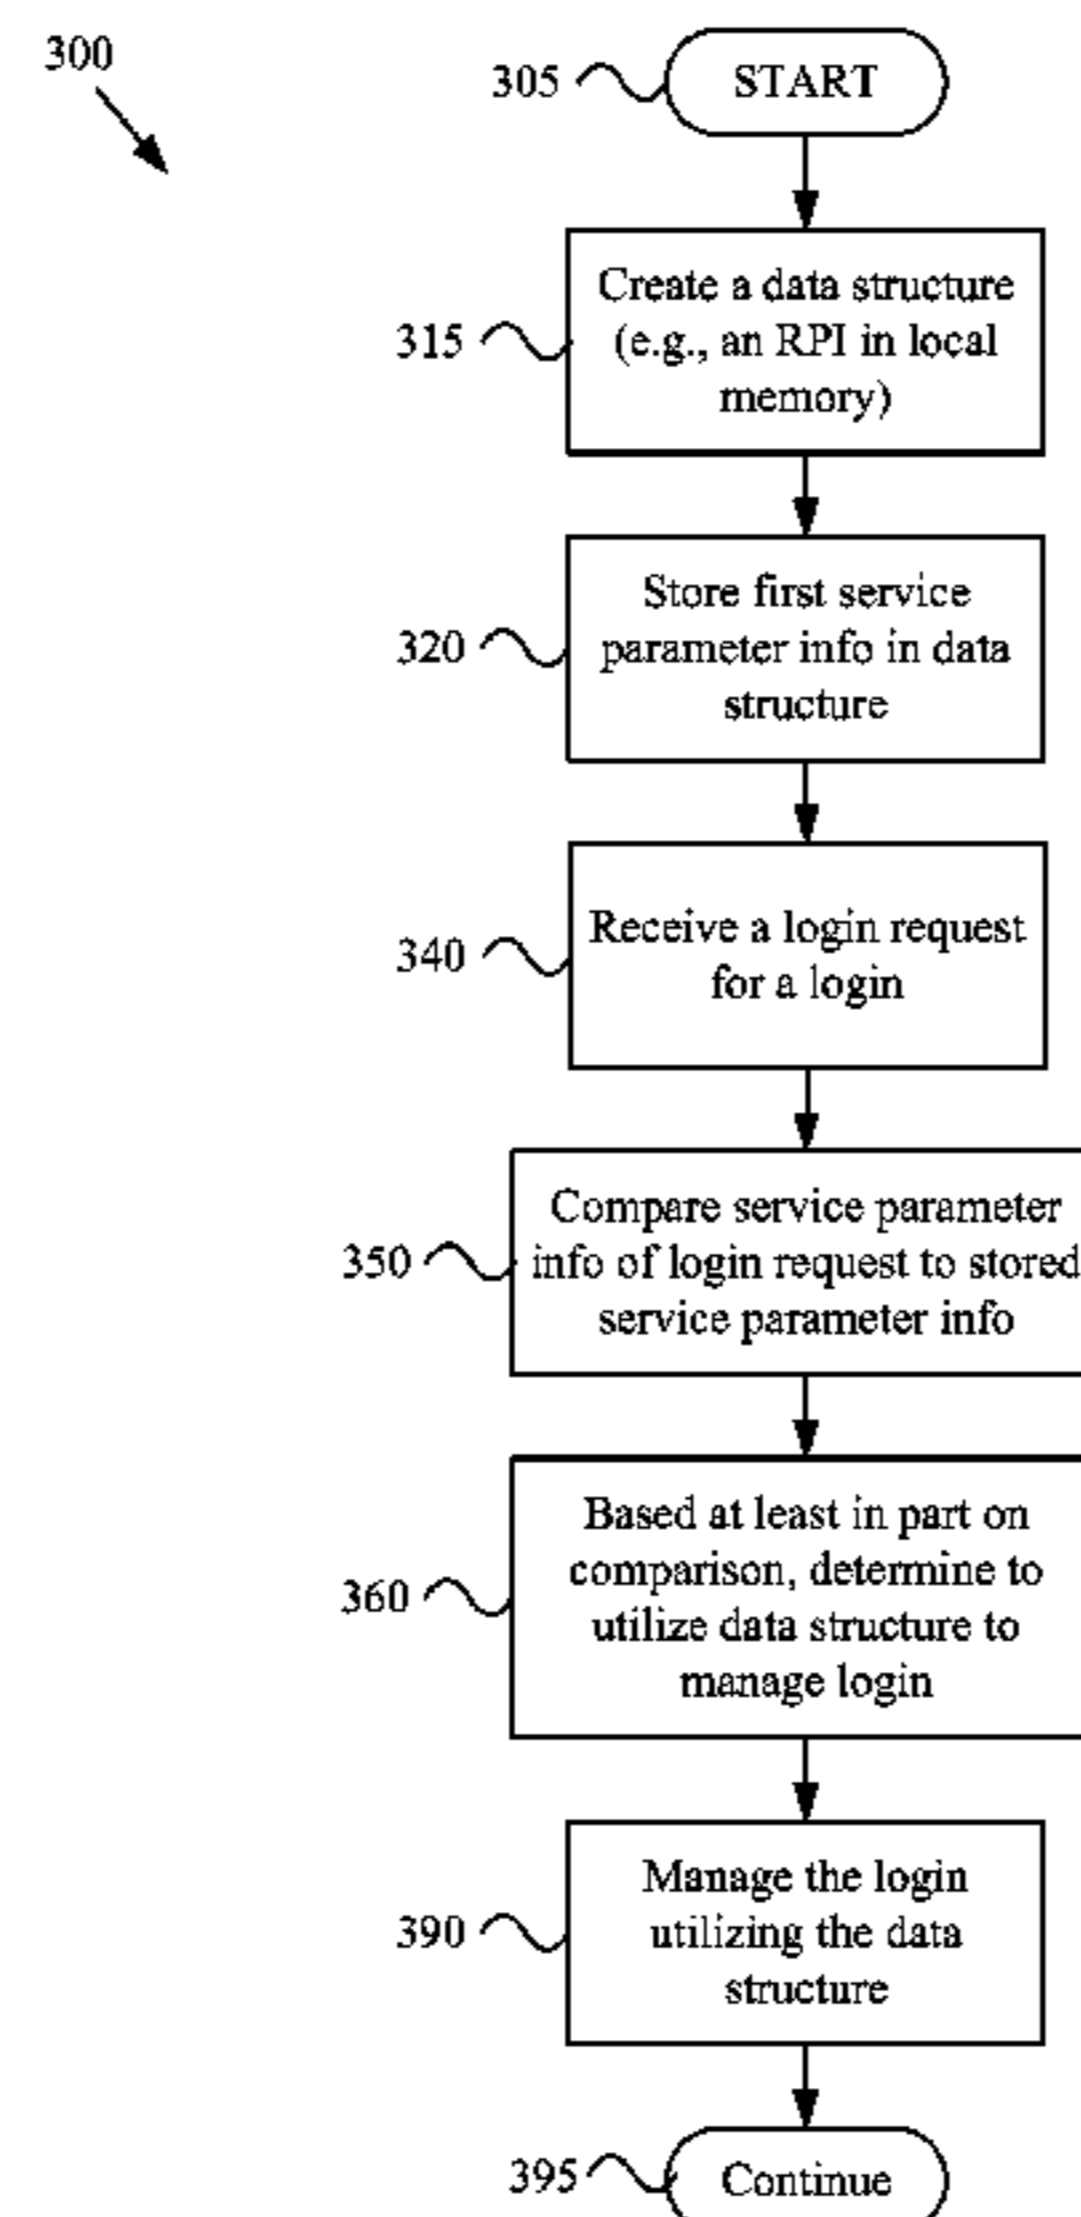 300
305
START
Create a data structure
315
(e.g., an RPI in local
memory)
Store first service
320
parameter info in data
structure
Receive a login request
340
for a login
Compare service parameter
350
info of login request to stored
service parameter info
Based at least in part on
comparison, determine to
360
utilize data structure to
manage login
Manage the login
390
utilizing the data
structure
395
Continue